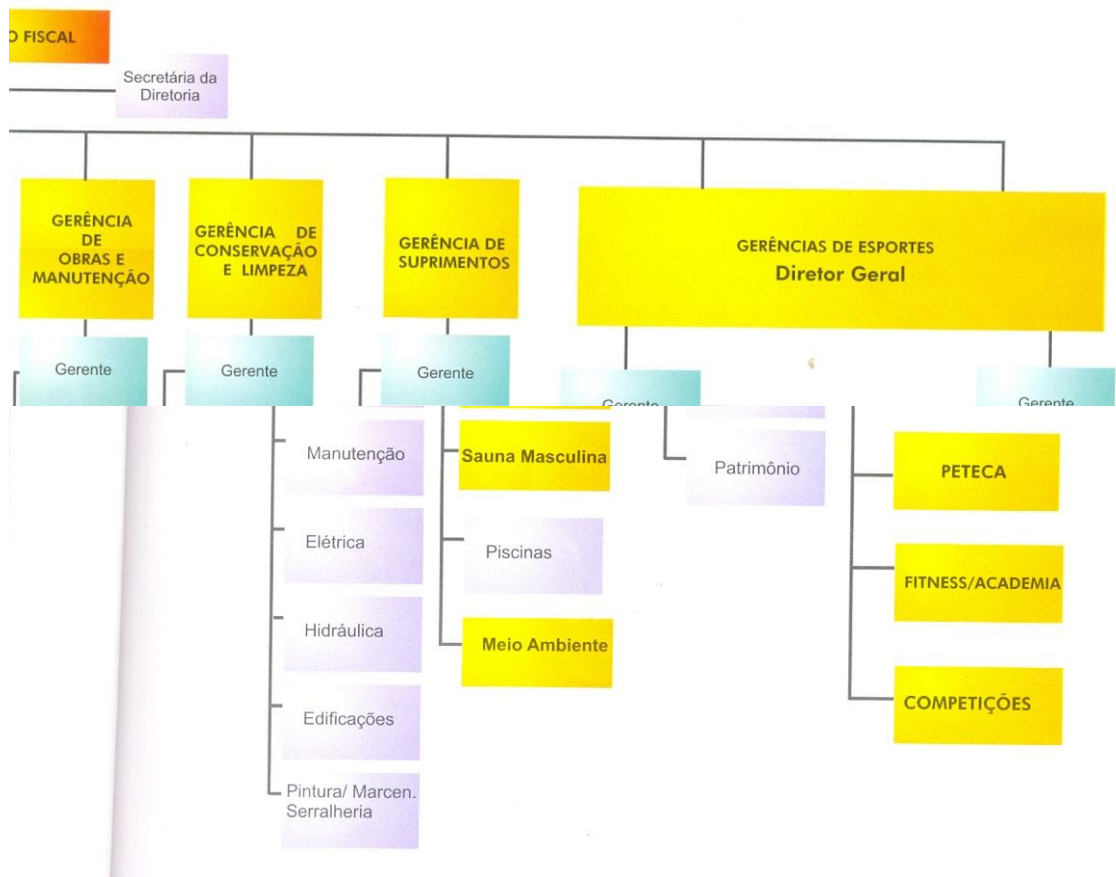 O FISCAL
Secretária da
Diretoria
GERÊNCIA
DE
OBRAS E
MANUTENÇÃO
GERÊNCIA DE
CONSERVAÇÃO
E LIMPEZA
GERÊNCIA DE
SUPRIMENTOS
GERÊNCIAS DE ESPORTES
Diretor Geral
Gerente
Gerente
Gerente
Gerente
Gerente
Manutenção
Elétrica
Hidráulica
Edificações
Pintura/ Marcen.
Serralheria
Sauna Masculina
Piscinas
Meio Ambiente
Patrimônio
PETECA
FITNESS/ACADEMIA
COMPETIÇÕES